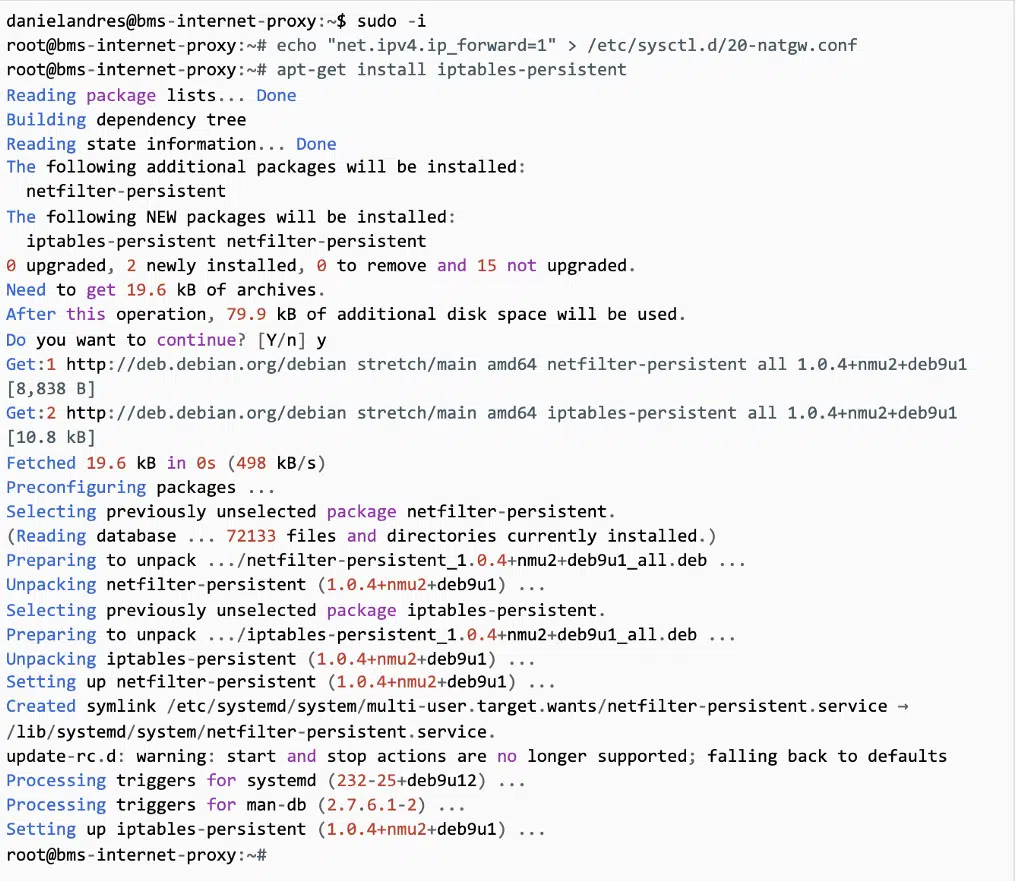 danielandres@bms-internet-proxy:~$ sudo -i
root@bms-internet-proxy:~# echo "net.ipv4.ip_forward=1" > /etc/sysctl.d/20-natgw.conf
root@bms-internet-proxy:~# apt-get install iptables-persistent
Reading package lists... Done
Building dependency tree
Reading state information... Done
The following additional packages will be installed:
  netfilter-persistent
The following NEW packages will be installed:
  iptables-persistent netfilter-persistent
0 upgraded, 2 newly installed, 0 to remove and 15 not upgraded.
Need to get 19.6 kB of archives.
After this operation, 79.9 kB of additional disk space will be used.
Do you want to continue? [Y/n] y
Get:1 http://deb.debian.org/debian stretch/main amd64 netfilter-persistent all 1.0.4+nmu2+deb9u1
[8,838 B]
Get:2 http://deb.debian.org/debian stretch/main amd64 iptables-persistent all 1.0.4+nmu2+deb9u1
[10.8 kB]
Fetched 19.6 kB in 0s (498 kB/s)
Preconfiguring packages ...
Selecting previously unselected package netfilter-persistent.
(Reading database ... 72133 files and directories currently installed.)
Preparing to unpack .../netfilter-persistent_1.0.4+nmu2+deb9u1_all.deb ...
Unpacking netfilter-persistent (1.0.4+nmu2+deb9u1) ...
Selecting previously unselected package iptables-persistent.
Preparing to unpack .../iptables-persistent_1.0.4+nmu2+deb9u1_all.deb ...
Unpacking iptables-persistent (1.0.4+nmu2+deb9u1) ...
Setting up netfilter-persistent (1.0.4+nmu2+deb9u1) ...
Created symlink /etc/systemd/system/multi-user.target.wants/netfilter-persistent.service →
/lib/systemd/system/netfilter-persistent.service.
update-rc.d: warning: start and stop actions are no longer supported; falling back to defaults
Processing triggers for systemd (232-25+deb9u12) ...
Processing triggers for man-db (2.7.6.1-2) ...
Setting up iptables-persistent (1.0.4+nmu2+deb9u1) ...
root@bms-internet-proxy:~#